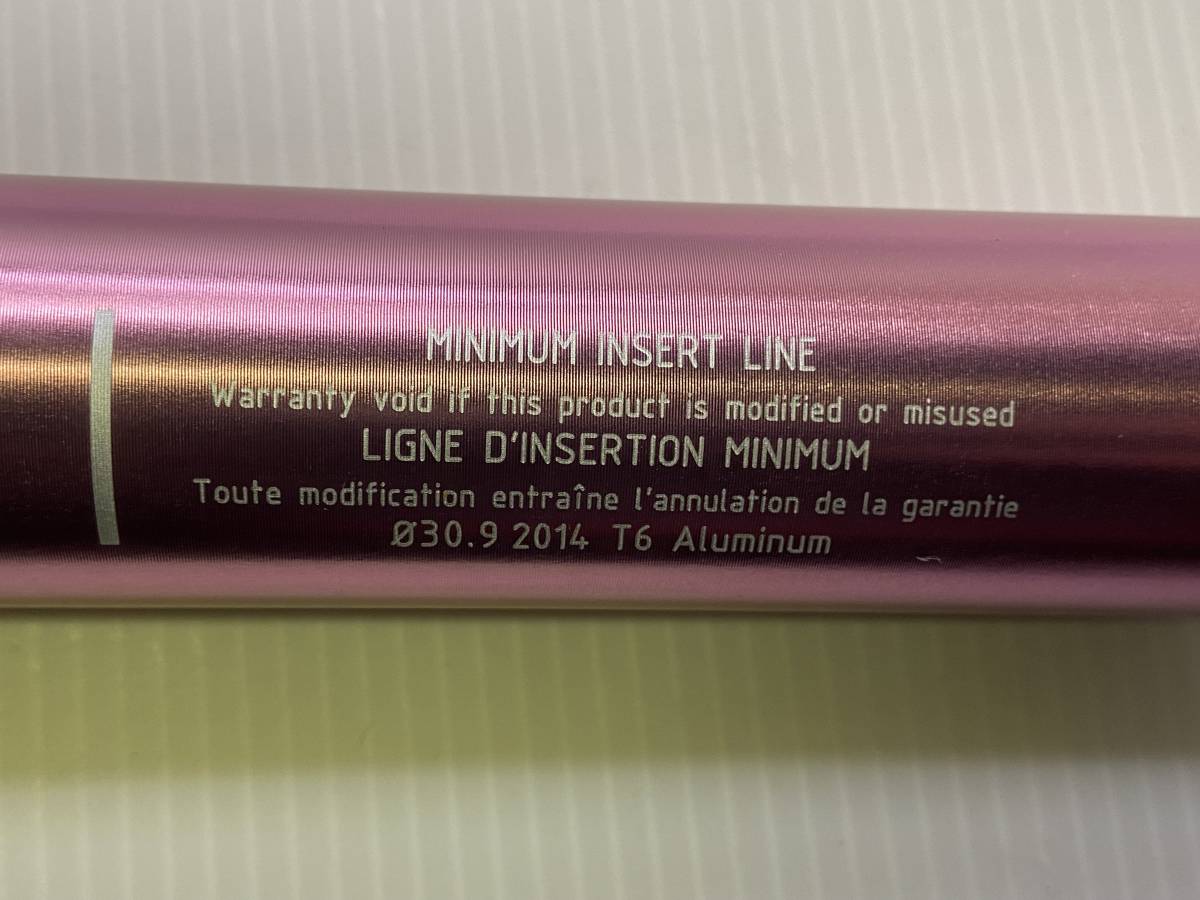 MINIMUM INSERT LINE
Warranty void if this product is modified or misused
LIGNE D'INSERTION MINIMUM
Toute modification entraîne l'annulation de la garantie
Ø30.9 2014 T6 Aluminum